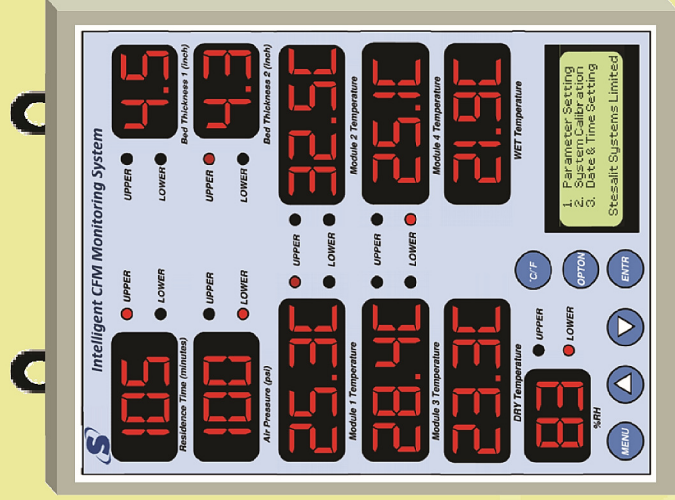 Intelligent CFM Monitoring System
S
105
UPPER
LOWER
UPPER
LOWER
4.5
Residence Time (minutes)
Bed Thickness 1 (inch)
100
UPPER
LOWER
UPPER
LOWER
4.3
Air Pressure (psi)
Bed Thickness 2 (inch)
25.3C
UPPER
LOWER
32.5C
Module 1 Temperature
Module 2 Temperature
28.4C
UPPER
LOWER
25.1C
Module 3 Temperature
Module 4 Temperature
23.3C
21.8C
DRY Temperature
WET Temperature
83
UPPER
LOWER
%RH
°C/°F
OPTON
MENU
ENTR
1. Parameter Setting
2. System Calibration
3. Date & Time Setting
Stesalit Systems Limited